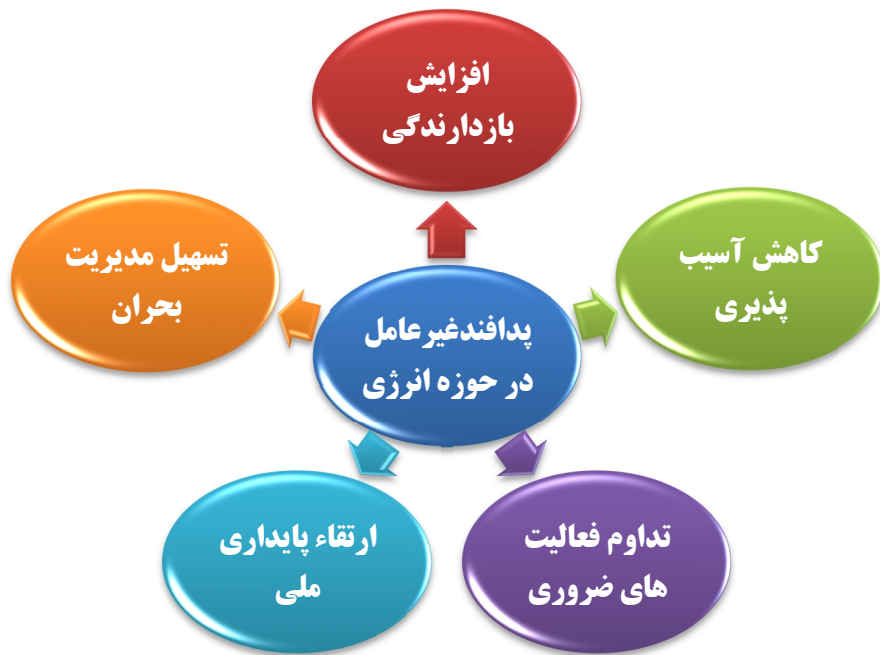 افزایش
بازدارندگی
کاهش آسیب
پذیری
تسهیل مدیریت
بحران
پدافندغیرعامل
در حوزه انرژی
تداوم فعالیت
های ضروری
ارتقاء پایداری
ملی